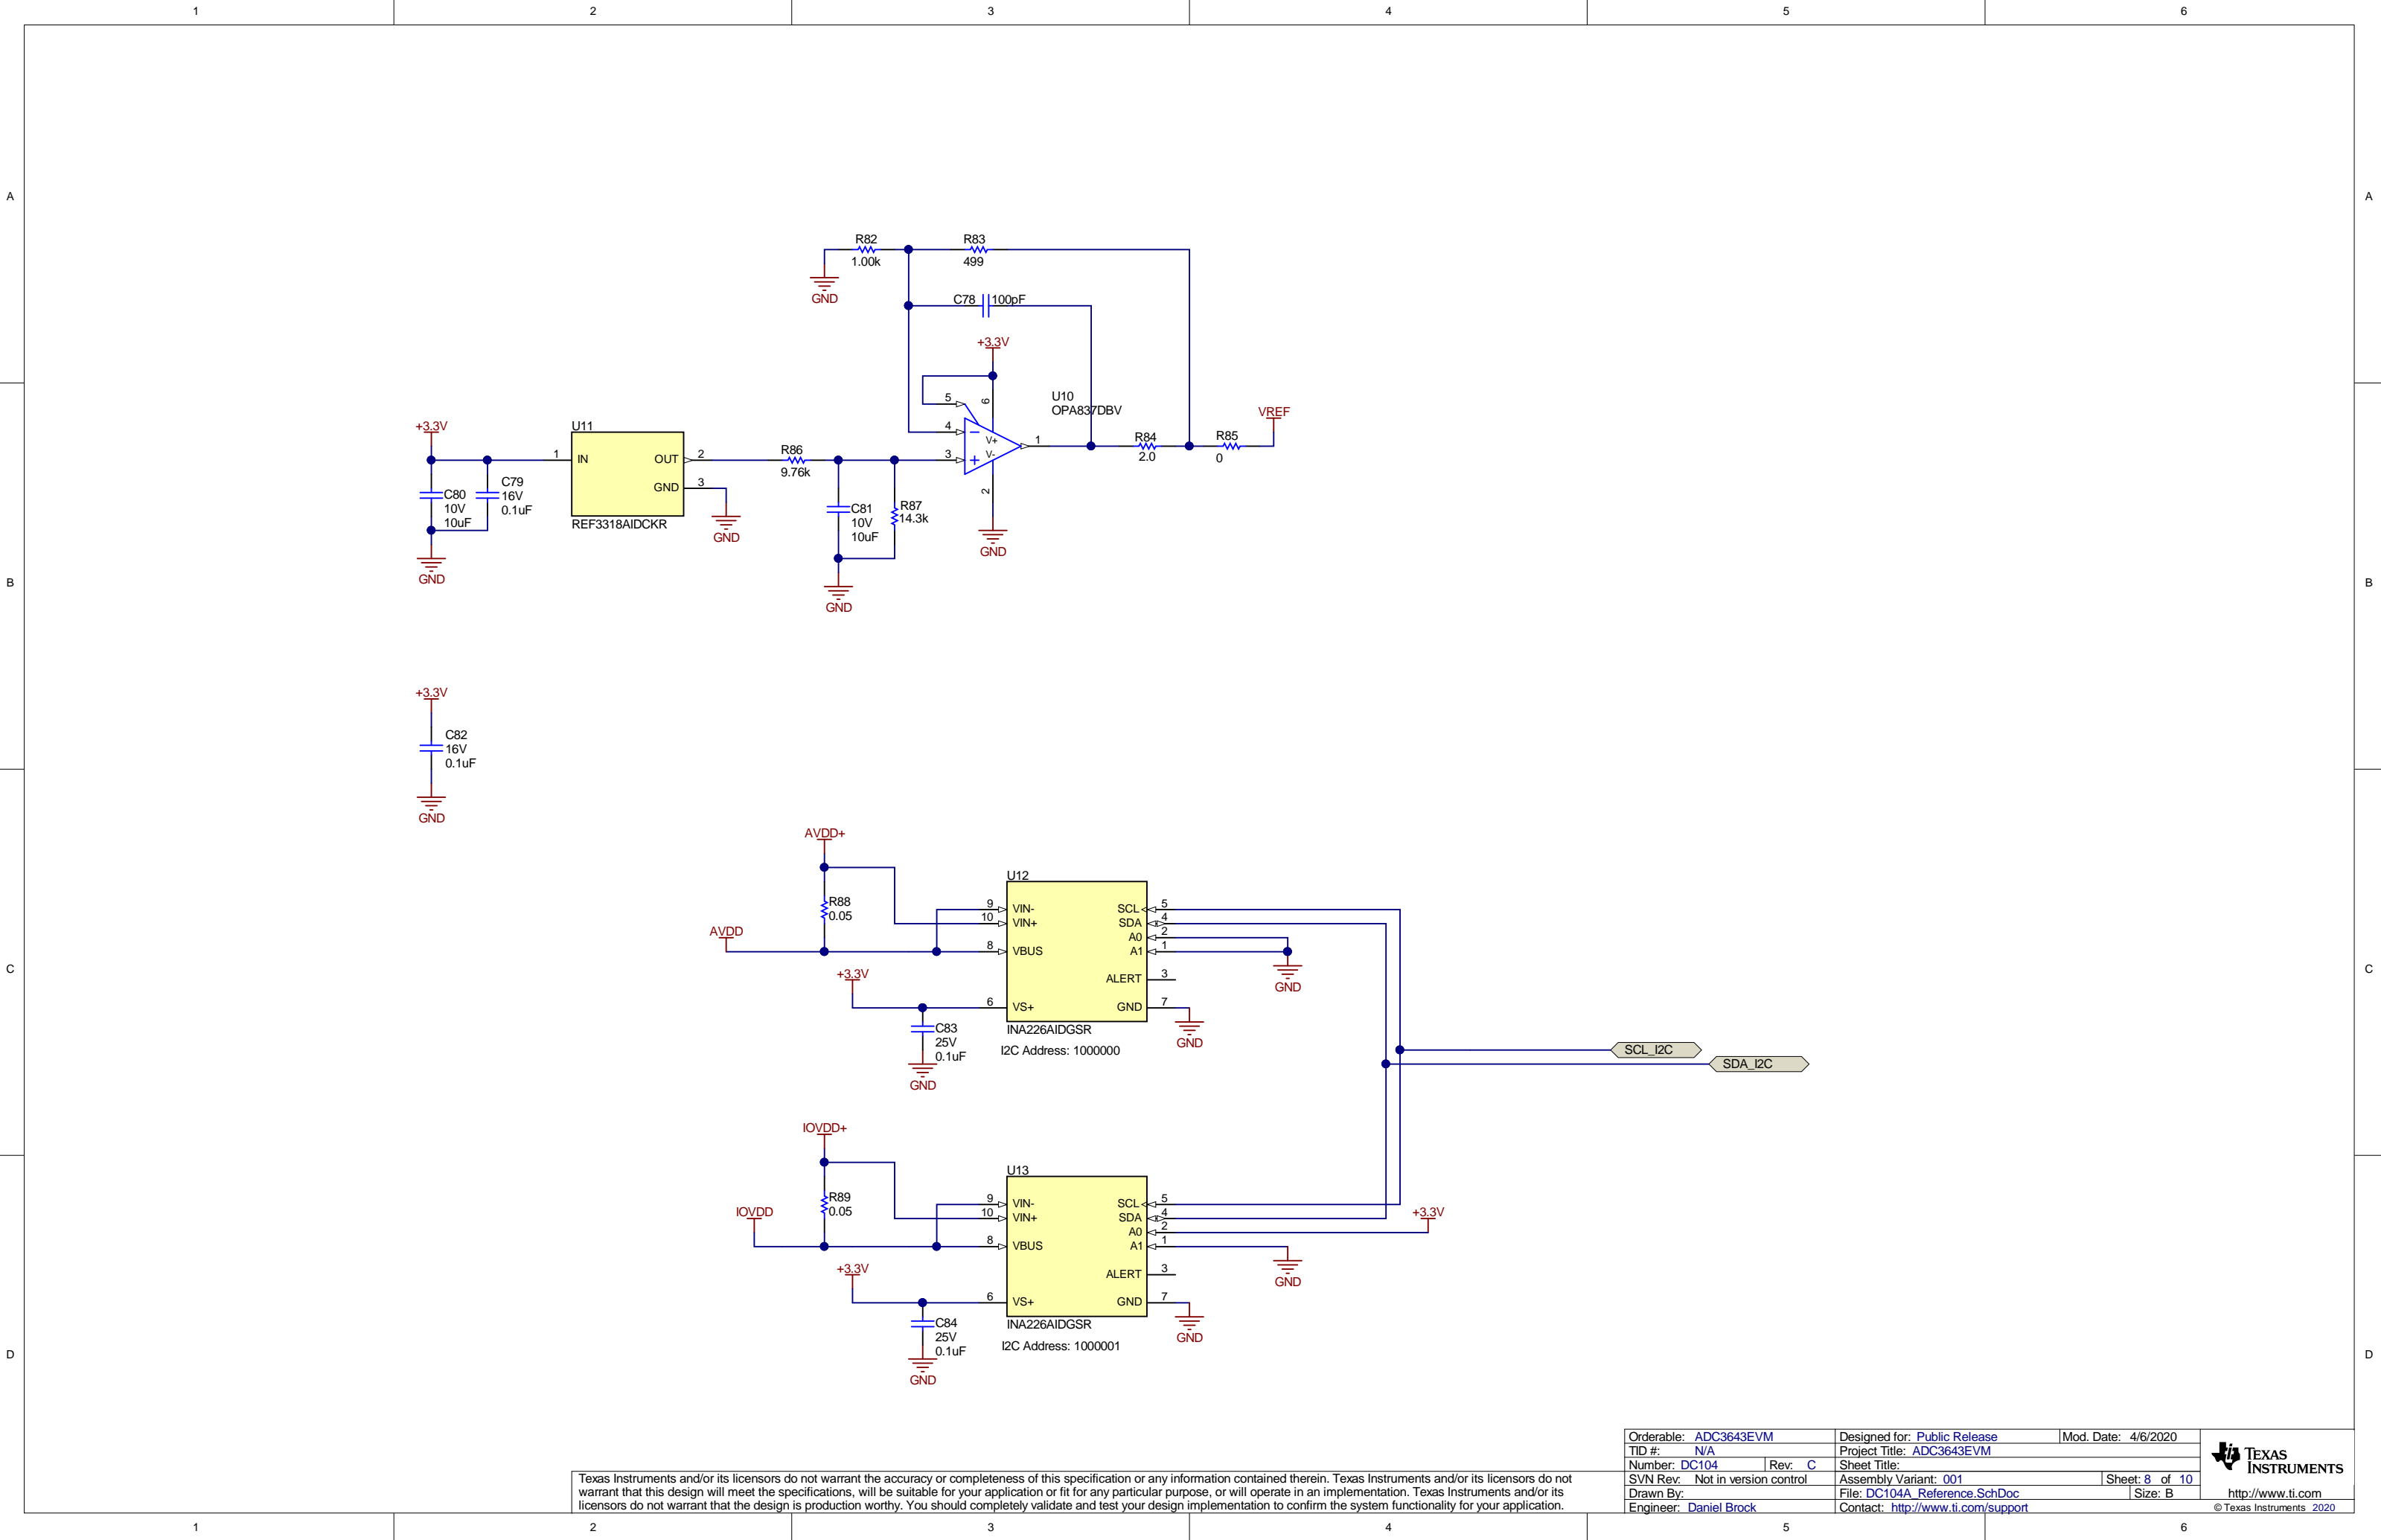 1 2 3 4 5 6
A A
R82 R83
1.00k 499
GND
C78 100pF
+3.3V
U10
OPA837DBV
5
6
4
V+
1
3
V-
2
GND
R84
2.0
R85
0
VREF
+3.3V
U11
1 IN OUT 2
GND 3
REF3318AIDCKR
GND
C80
10V
10uF
C79
16V
0.1uF
GND
R86
9.76k
C81
10V
10uF
R87
14.3k
GND
B B
+3.3V
C82
16V
0.1uF
GND
AVDD+
R88
0.05
AVDD
U12
9 VIN- SCL 5
10 VIN+ SDA 4
A0 2
8 VBUS A1 1
ALERT 3
6 VS+ GND 7
INA226AIDGSR
I2C Address: 1000000
+3.3V
C83
25V
0.1uF
GND
GND
GND
C C
SCL_I2C
SDA_I2C
IOVDD+
R89
0.05
IOVDD
U13
9 VIN- SCL 5
10 VIN+ SDA 4
A0 2
8 VBUS A1 1
ALERT 3
6 VS+ GND 7
INA226AIDGSR
I2C Address: 1000001
+3.3V
+3.3V
C84
25V
0.1uF
GND
GND
GND
D D
Texas Instruments and/or its licensors do not warrant the accuracy or completeness of this specification or any information contained therein. Texas Instruments and/or its licensors do not
warrant that this design will meet the specifications, will be suitable for your application or fit for any particular purpose, or will operate in an implementation. Texas Instruments and/or its
licensors do not warrant that the design is production worthy. You should completely validate and test your design implementation to confirm the system functionality for your application.
Orderable: ADC3643EVM Designed for: Public Release Mod. Date: 4/6/2020
TID #: N/A Project Title: ADC3643EVM
Number: DC104 Rev: C Sheet Title:
SVN Rev: Not in version control Assembly Variant: 001 Sheet: 8 of 10
Drawn By: File: DC104A_Reference.SchDoc Size: B
Engineer: Daniel Brock Contact: http://www.ti.com/support
TEXAS
INSTRUMENTS
http://www.ti.com
© Texas Instruments 2020
1 2 3 4 5 6